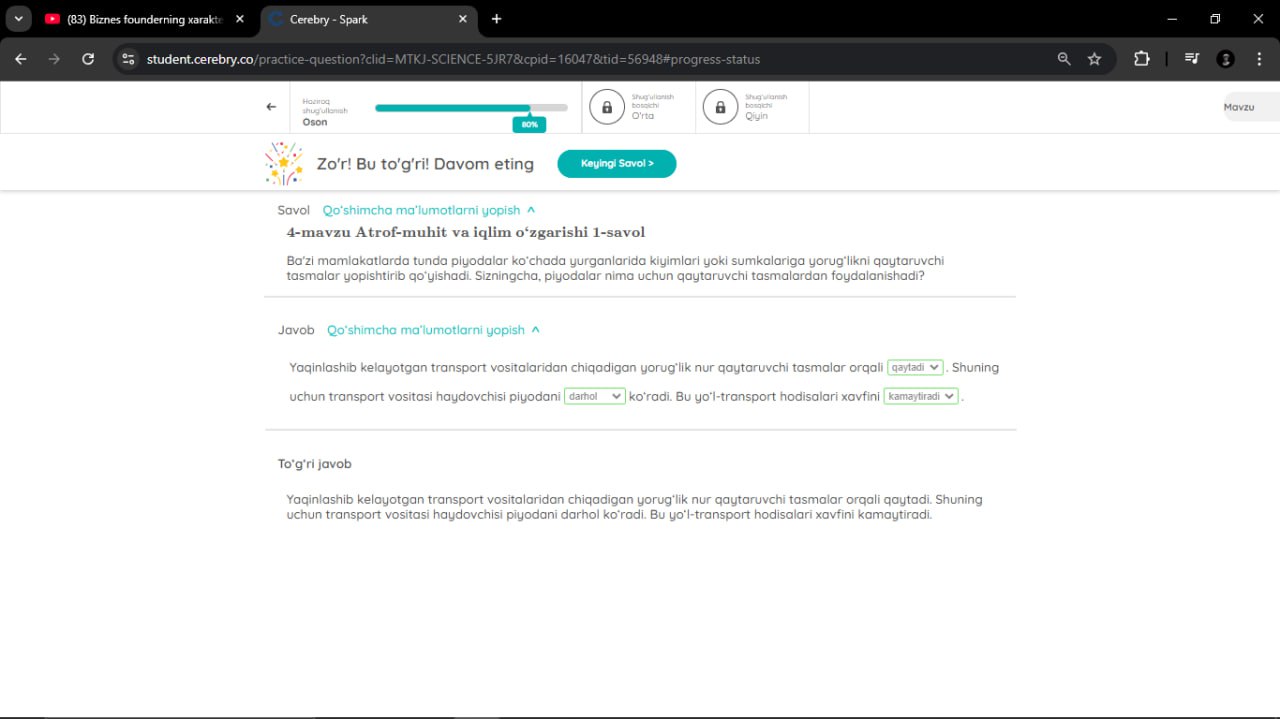 (83) Biznes founderning xarakte
Cerebry - Spark
student.cerebry.co/practice-question?clid=MTKJ-SCIENCE-5JR7&cpid=16047&tid=56948#progress-status
Hoziroq
shug'ullanish
Oson
80%
Shug'ullanish
bosqichi
O'rta
Shug'ullanish
bosqichi
Qiyin
Mavzu
Zo'r! Bu to'g'ri! Davom eting
Keyingi Savol >
Savol Qo'shimcha ma'lumotlarni yopish ^
4-mavzu Atrof-muhit va iqlim o'zgarishi 1-savol
Ba'zi mamlakatlarda tunda piyodalar ko'chada yurganlarida kiyimlari yoki sumkalariga yorug'likni qaytaruvchi
tasmalar yopishtirib qo'yishadi. Sizningcha, piyodalar nima uchun qaytaruvchi tasmalardan foydalanishadi?
Javob Qo'shimcha ma'lumotlarni yopish ^
Yaqinlashib kelayotgan transport vositalaridan chiqadigan yorug'lik nur qaytaruvchi tasmalar orqali qaytadi . Shuning
uchun transport vositasi haydovchisi piyodani darhol ko'radi. Bu yo'l-transport hodisalari xavfini kamaytiradi .
To'g'ri javob
Yaqinlashib kelayotgan transport vositalaridan chiqadigan yorug'lik nur qaytaruvchi tasmalar orqali qaytadi. Shuning
uchun transport vositasi haydovchisi piyodani darhol ko'radi. Bu yo'l-transport hodisalari xavfini kamaytiradi.